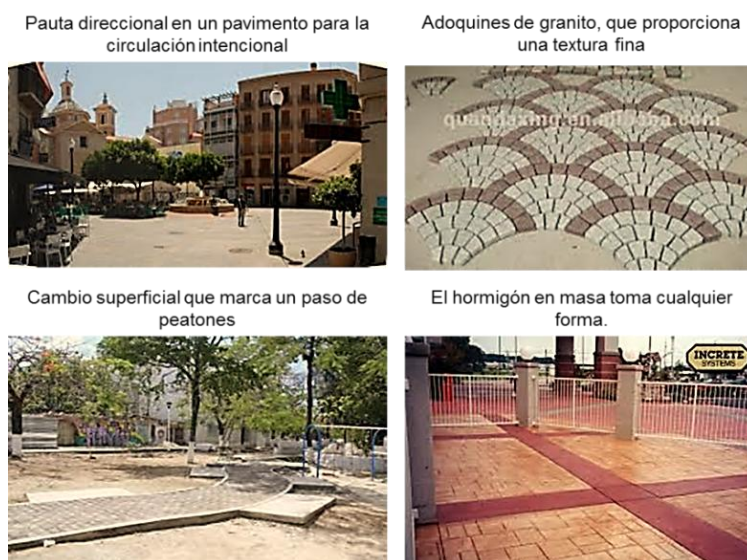 Pauta direccional en un pavimento para la
circulación intencional
Adoquines de granito, que proporciona
una textura fina
Cambio superficial que marca un paso de
peatones
El hormigón en masa toma cualquier
forma.
INCRETE
SYSTEMS